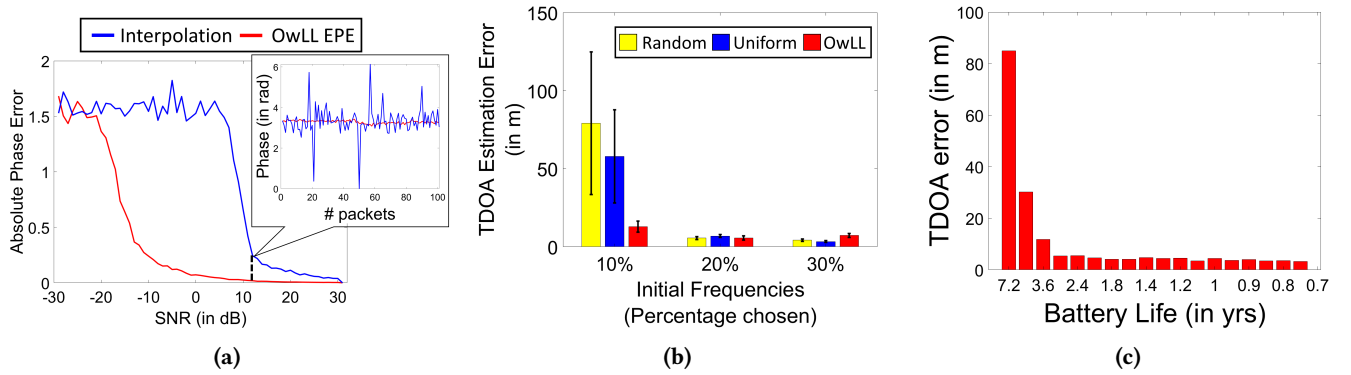 Interpolation OwLL EPE
2
1.5
1
0.5
0
Absolute Phase Error
-30 -20 -10 0 10 20 30
SNR (in dB)
6
4
2
0
Phase (in rad)
20 40 60 80 100
# packets
(a)
150
100
50
0
TDOA Estimation Error
(in m)
Random Uniform OwLL
10% 20% 30%
Initial Frequencies
(Percentage chosen)
(b)
100
80
60
40
20
0
TDOA error (in m)
7.2 3.6 2.4 1.8 1.4 1.2 1 0.9 0.8 0.7
Battery Life (in yrs)
(c)